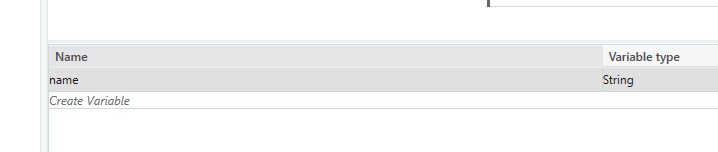 Name Variable type
name String
Create Variable